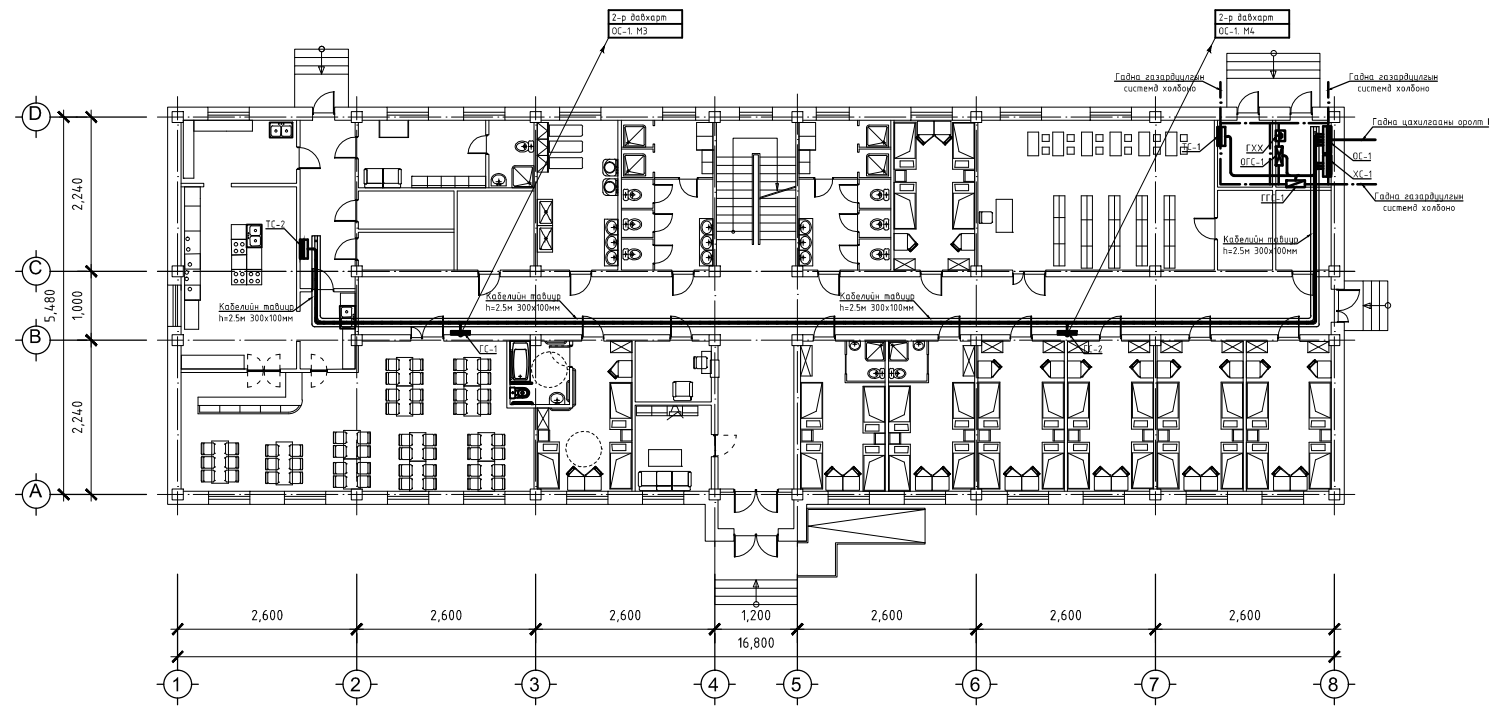 2-р давхарт
ОС-1. М3
2-р давхарт
ОС-1. М4
Гадна газардуулгын
системд холбоно
Гадна газардуулгын
системд холбоно
Гадна цахилгааны оролт
ТС-1
ГХХ
ОГС-1
ОС-1
ХС-1
ГГС-1
Гадна газардуулгын
системд холбоно
ТС-2
Кабелийн тавиур
h=2.5м 300x100мм
Кабелийн тавиур
h=2.5м 300x100мм
Кабелийн тавиур
h=2.5м 300x100мм
Кабелийн тавиур
h=2.5м 300x100мм
ГС-1
ГС-2
D
C
B
A
2,240
1,000
2,240
5,480
2,600
2,600
2,600
1,200
2,600
2,600
2,600
16,800
1
2
3
4
5
6
7
8